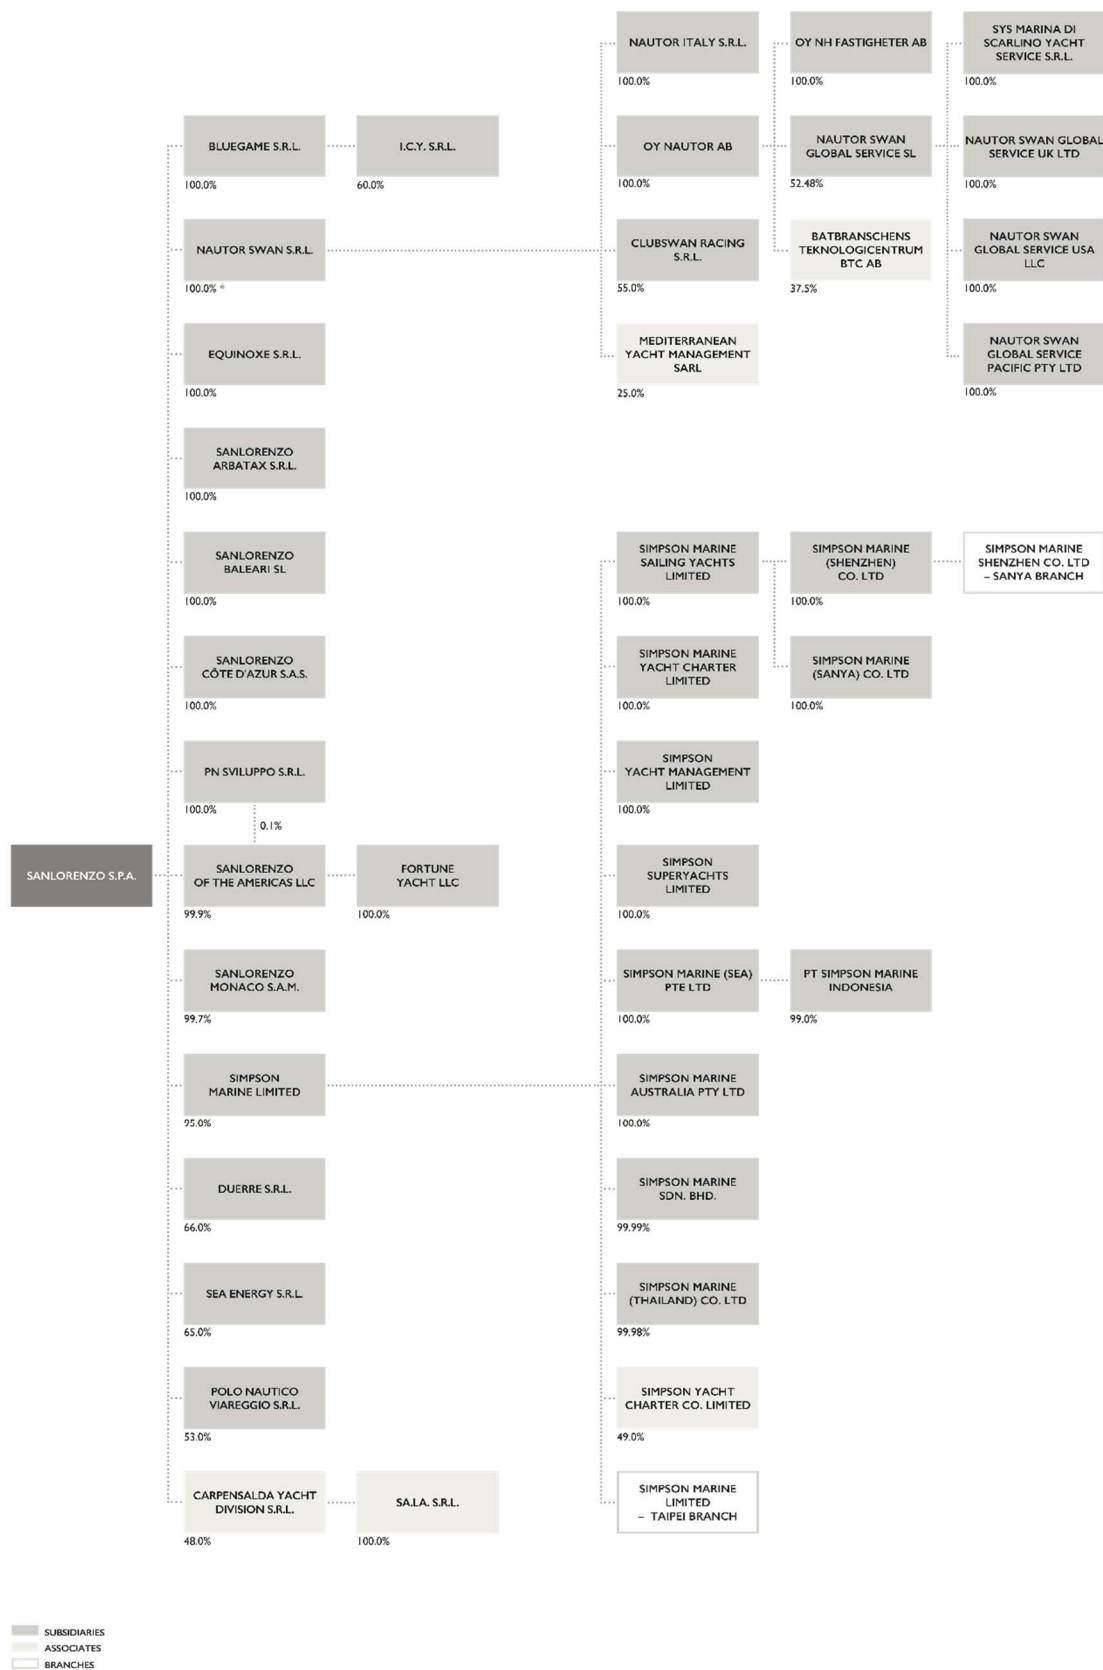 NAUTOR ITALY S.R.L.
100.0%
OY NH FASTIGHETER AB
100.0%
SYS MARINA DI
SCARLINO YACHT
SERVICE S.R.L.
100.0%
BLUEGAME S.R.L.
100.0%
I.C.Y. S.R.L.
60.0%
OY NAUTOR AB
100.0%
NAUTOR SWAN
GLOBAL SERVICE SL
52.48%
NAUTOR SWAN GLOBAL
SERVICE UK LTD
100.0%
NAUTOR SWAN S.R.L.
100.0% *
CLUBSWAN RACING
S.R.L.
55.0%
BATBRANSCHENS
TEKNOLOGICENTRUM
BTC AB
37.5%
NAUTOR SWAN
GLOBAL SERVICE USA
LLC
100.0%
EQUINOXE S.R.L.
100.0%
MEDITERRANEAN
YACHT MANAGEMENT
SARL
25.0%
NAUTOR SWAN
GLOBAL SERVICE
PACIFIC PTY LTD
100.0%
SANLORENZO
ARBATAX S.R.L.
100.0%
SANLORENZO
BALEARI SL
100.0%
SIMPSON MARINE
SAILING YACHTS
LIMITED
100.0%
SIMPSON MARINE
(SHENZHEN)
CO. LTD
100.0%
SIMPSON MARINE
SHENZHEN CO. LTD
– SANYA BRANCH
SANLORENZO
CÔTE D'AZUR S.A.S.
100.0%
SIMPSON MARINE
YACHT CHARTER
LIMITED
100.0%
SIMPSON MARINE
(SANYA) CO. LTD
100.0%
PN SVILUPPO S.R.L.
100.0%
0.1%
SIMPSON
YACHT MANAGEMENT
LIMITED
100.0%
SANLORENZO S.P.A.
SANLORENZO
OF THE AMERICAS LLC
99.9%
FORTUNE
YACHT LLC
100.0%
SIMPSON
SUPERYACHTS
LIMITED
100.0%
SANLORENZO
MONACO S.A.M.
99.7%
SIMPSON MARINE (SEA)
PTE LTD
100.0%
PT SIMPSON MARINE
INDONESIA
99.0%
SIMPSON
MARINE LIMITED
95.0%
SIMPSON MARINE
AUSTRALIA PTY LTD
100.0%
DUERRE S.R.L.
66.0%
SIMPSON MARINE
SDN. BHD.
99.99%
SEA ENERGY S.R.L.
65.0%
SIMPSON MARINE
(THAILAND) CO. LTD
99.98%
POLO NAUTICO
VIAREGGIO S.R.L.
53.0%
SIMPSON YACHT
CHARTER CO. LIMITED
49.0%
CARPENSALDA YACHT
DIVISION S.R.L.
48.0%
SA.LA. S.R.L.
100.0%
SIMPSON MARINE
LIMITED
– TAIPEI BRANCH
SUBSIDIARIES
ASSOCIATES
BRANCHES